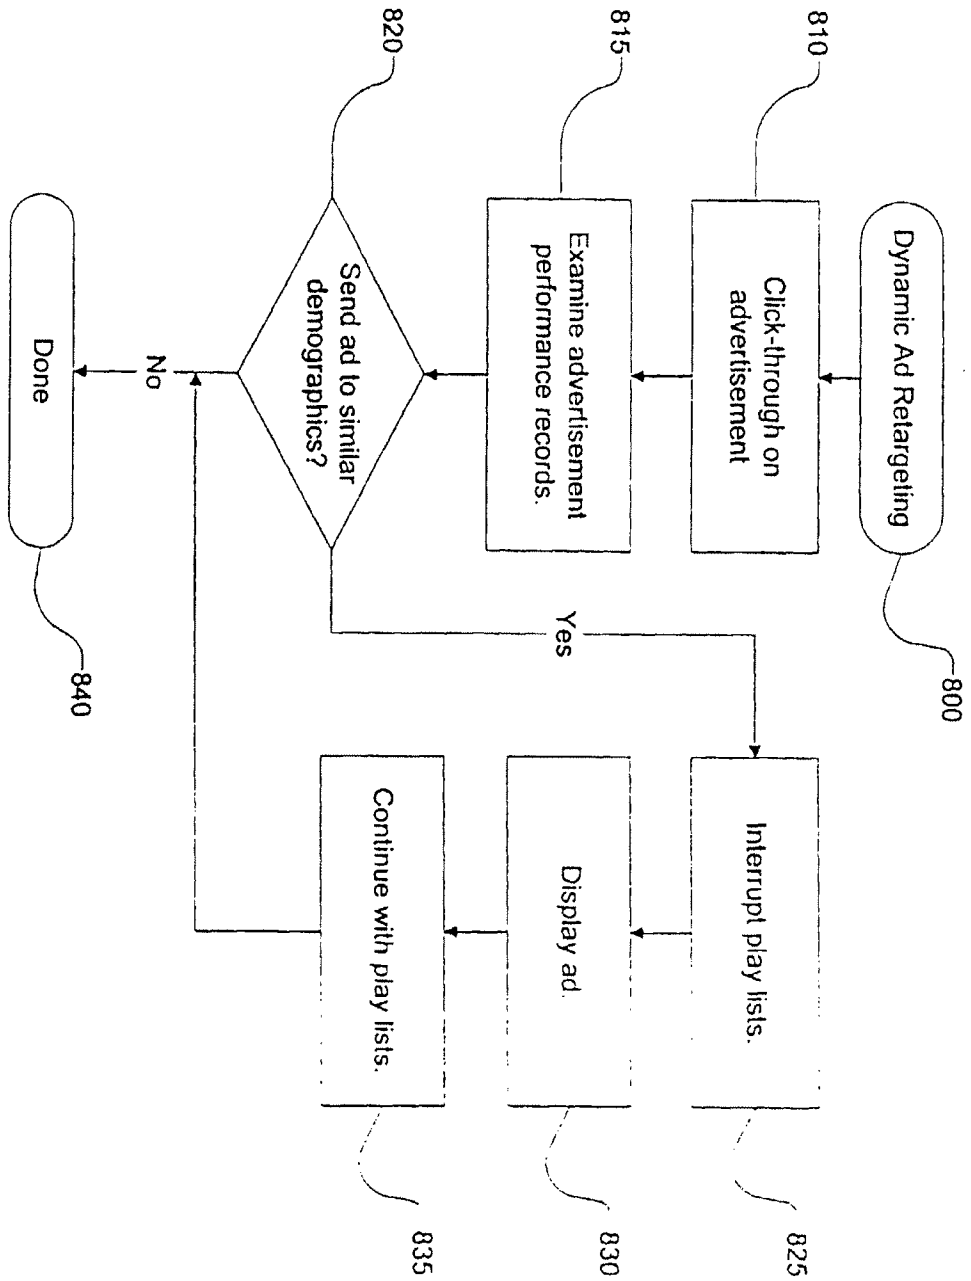 Dynamic Ad Retargeting
800
810
Click-through on
advertisement
815
Examine advertisement
performance records.
820
Send ad to similar
demographics?
Yes
No
Interrupt play lists.
825
Display ad.
830
Continue with play lists.
835
Done
840